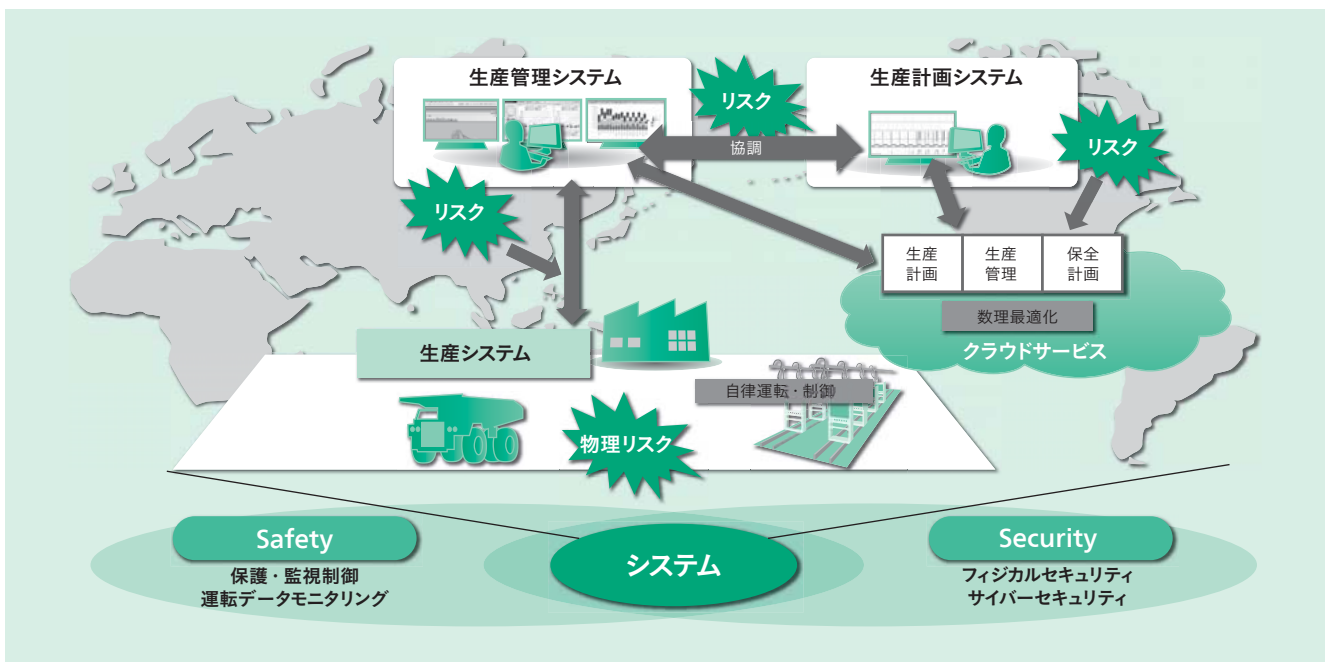 生産管理システム
リスク
生産計画システム
協調
リスク
リスク
生産
計画
生産
管理
保全
計画
数理最適化
クラウドサービス
生産システム
自律運転・制御
物理リスク
Safety
保護・監視制御
運転データモニタリング
システム
Security
フィジカルセキュリティ
サイバーセキュリティ